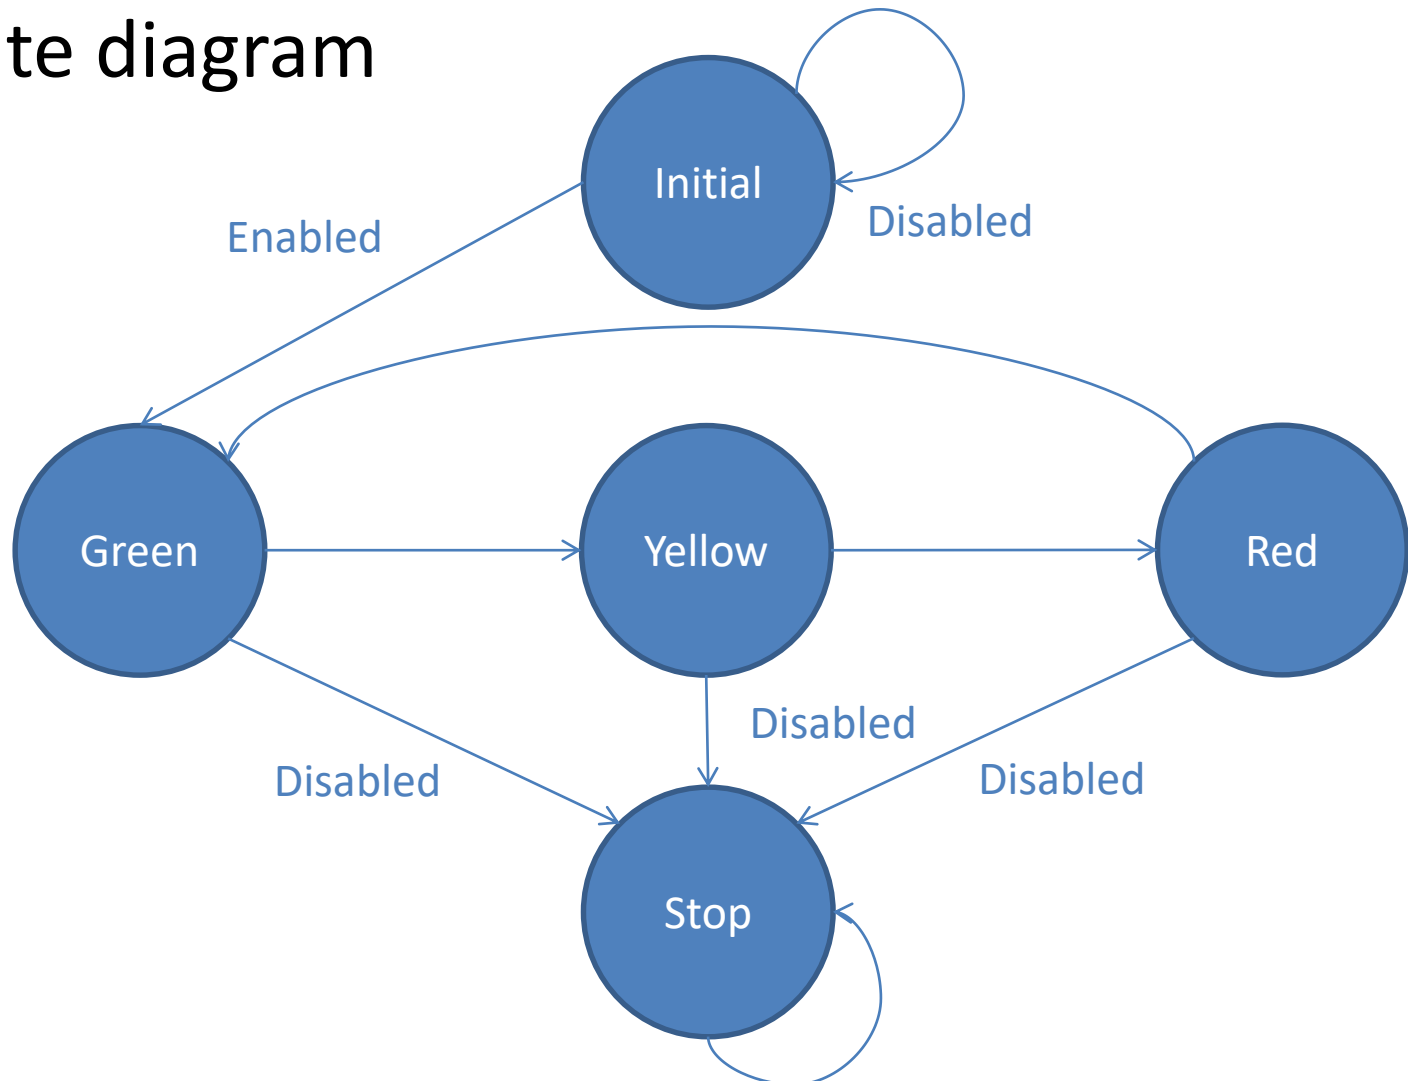 te diagram
Initial
Disabled
Enabled
Green
Yellow
Red
Disabled
Disabled
Disabled
Stop